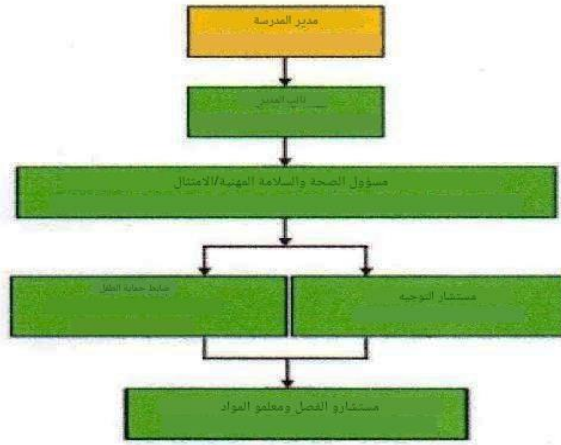 مدير المدرسة
نائب المدير
مسؤول الصحة والسلامة المهنية/الامتثال
ضابط حماية الطفل
مستشار التوجيه
مستشارو الفصل ومعلمو المواد